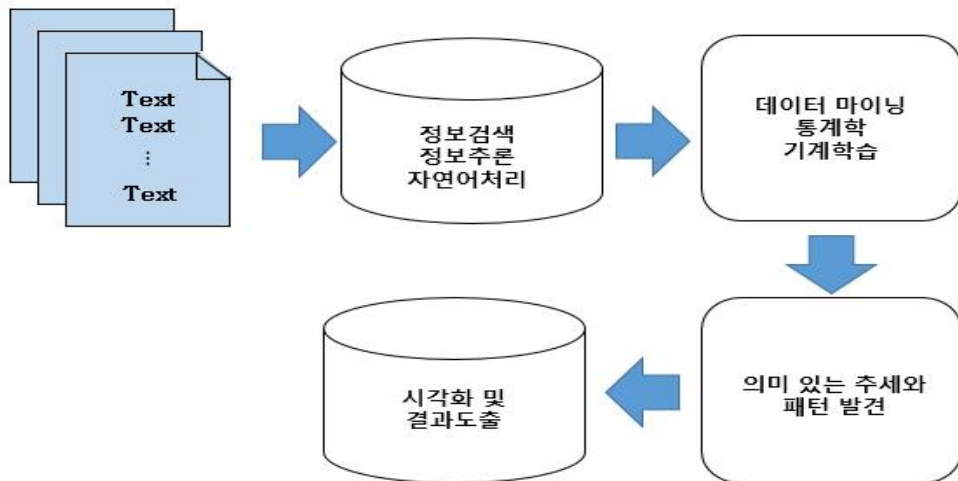 Text
Text
⋮
Text
정보검색
정보추론
자연어처리
데이터 마이닝
통계학
기계학습
의미 있는 추세와
패턴 발견
시각화 및
결과도출